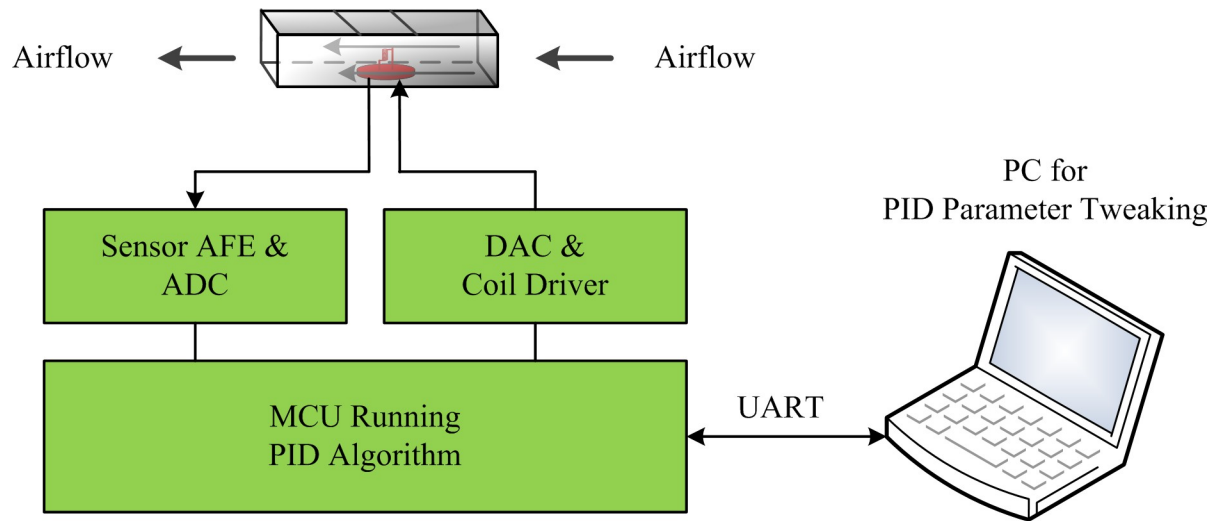 Airflow
Airflow
PC for
PID Parameter Tweaking
Sensor AFE &
ADC
DAC &
Coil Driver
MCU Running
PID Algorithm
UART